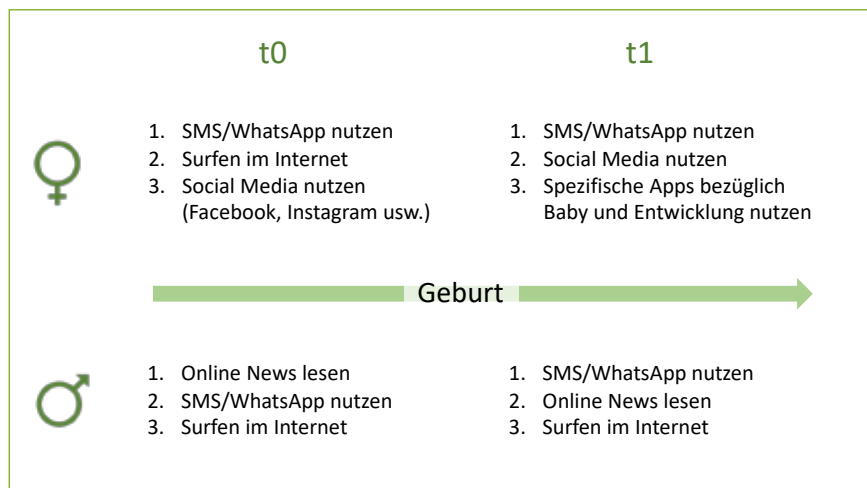 t0
t1
1. SMS/WhatsApp nutzen
2. Surfen im Internet
3. Social Media nutzen
(Facebook, Instagram usw.)
1. SMS/WhatsApp nutzen
2. Social Media nutzen
3. Spezifische Apps bezüglich
Baby und Entwicklung nutzen
Geburt
1. Online News lesen
2. SMS/WhatsApp nutzen
3. Surfen im Internet
1. SMS/WhatsApp nutzen
2. Online News lesen
3. Surfen im Internet